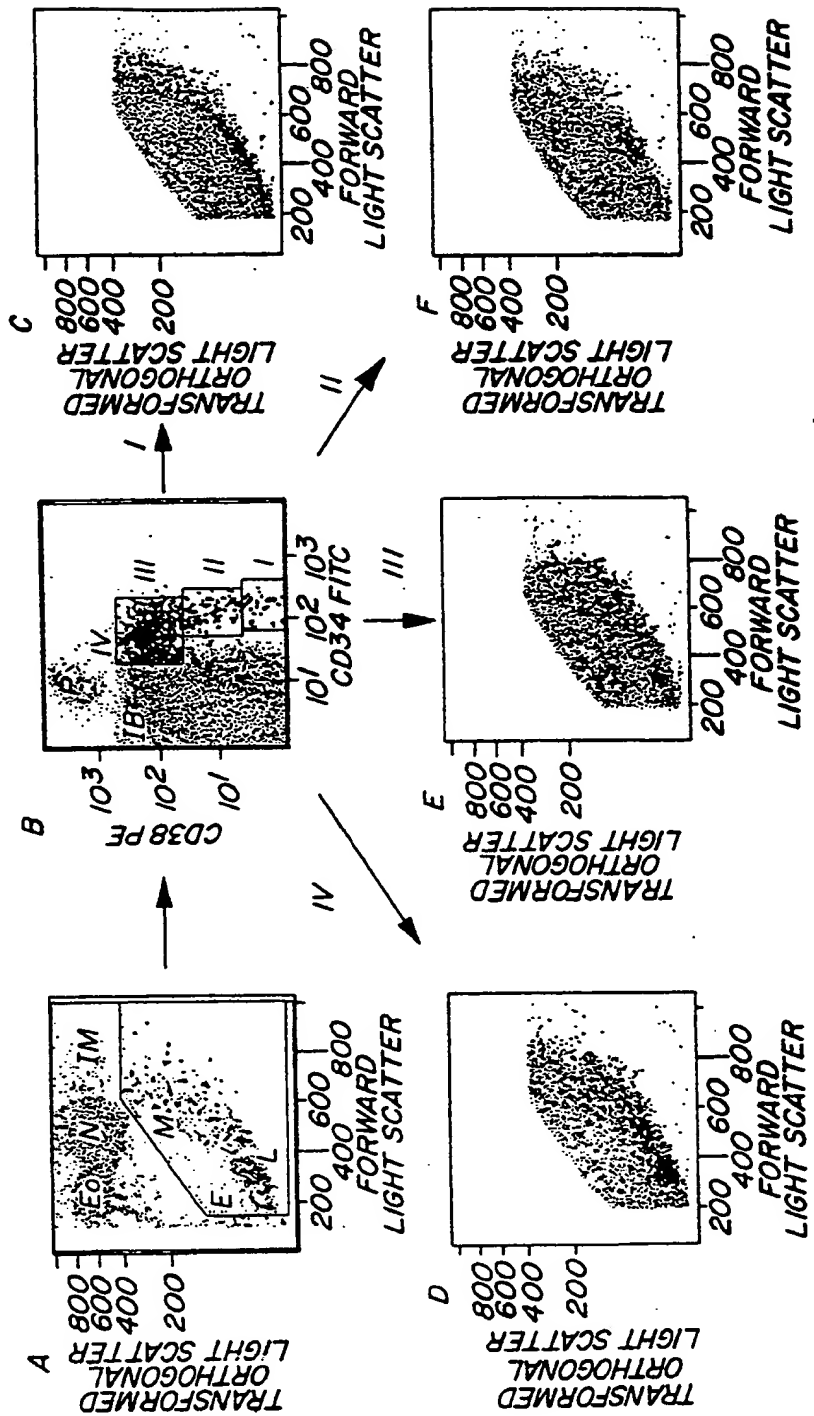 A
TRANSFORMED
ORTHOGONAL
LIGHT SCATTER
800
600
400
200
Eo
N
IM
M
E
L
200
400
600
800
FORWARD
LIGHT SCATTER
B
CD38 PE
10³
10²
10¹
P
IB
IV
III
II
I
10¹
10²
10³
CD34 FITC
I
II
III
IV
C
TRANSFORMED
ORTHOGONAL
LIGHT SCATTER
800
600
400
200
200
400
600
800
FORWARD
LIGHT SCATTER
D
TRANSFORMED
ORTHOGONAL
LIGHT SCATTER
800
600
400
200
200
400
600
800
FORWARD
LIGHT SCATTER
E
TRANSFORMED
ORTHOGONAL
LIGHT SCATTER
800
600
400
200
200
400
600
800
FORWARD
LIGHT SCATTER
F
TRANSFORMED
ORTHOGONAL
LIGHT SCATTER
800
600
400
200
200
400
600
800
FORWARD
LIGHT SCATTER